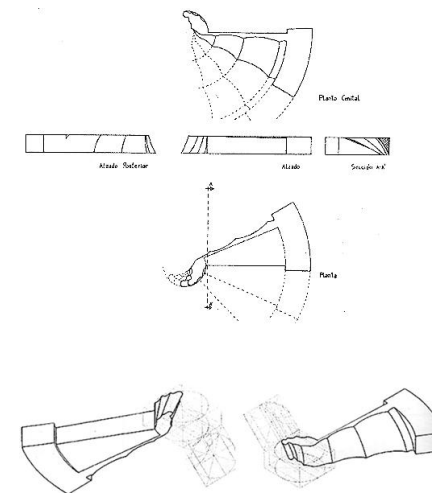 Planta Cenital
Alzado Posterior
Alzado
Sección A-A'
A
Planta